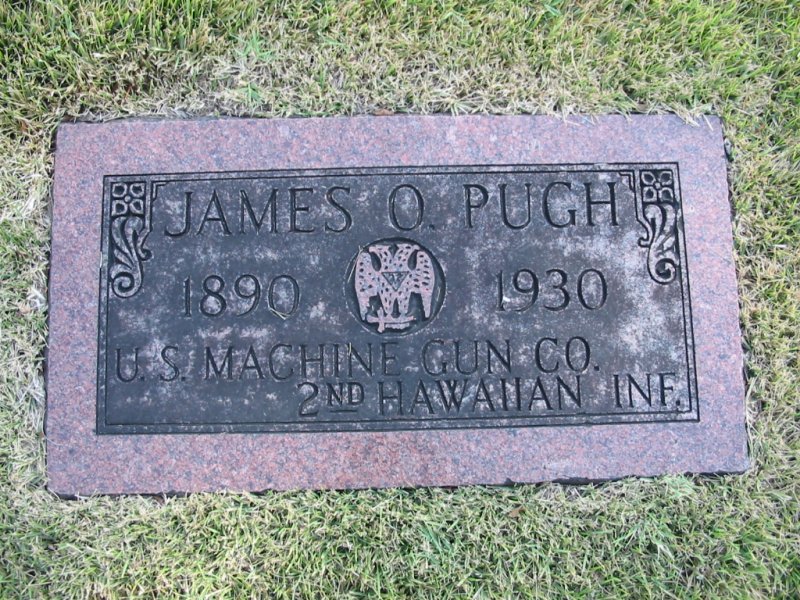 JAMES O. PUGH
1890 1930
U.S. MACHINE GUN CO.
2ND HAWAIIAN INF.